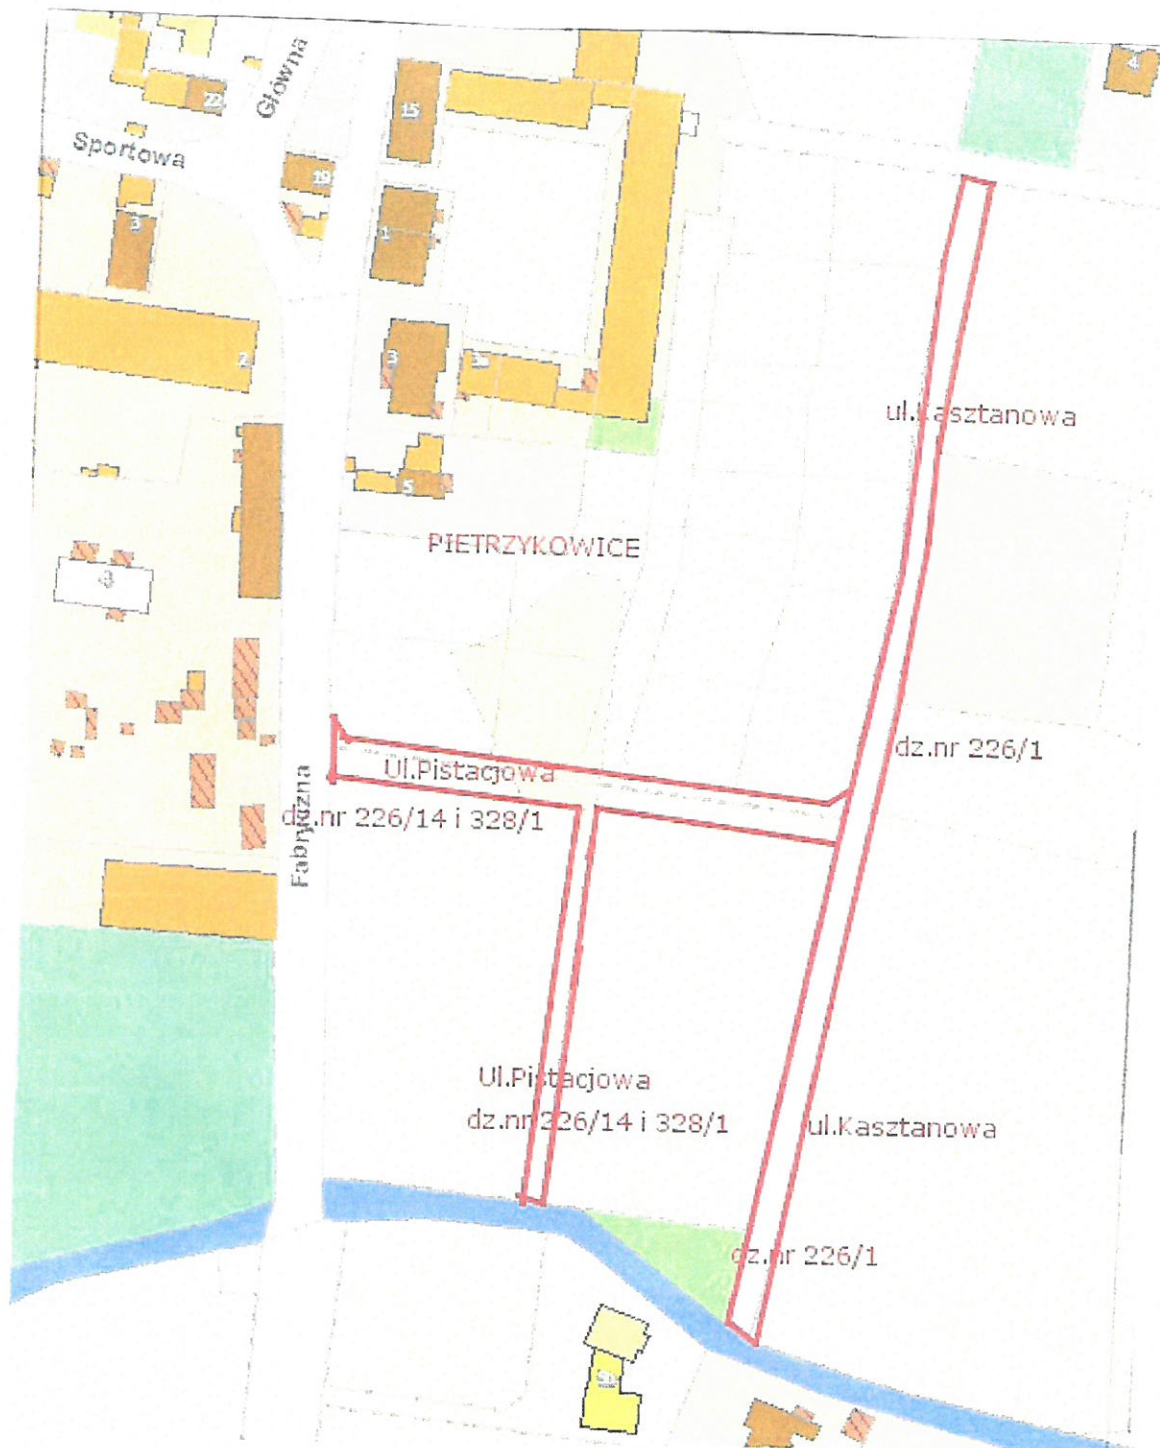 4
22
Główna
15
Sportowa
19
3
1
2
3
3a
ul.Kasztanowa
5
PIETRZYKOWICE
dz.nr 226/1
Ul.Pistacjowa
dz.nr 226/14 i 328/1
Fabryczna
Ul.Pistacjowa
dz.nr 226/14 i 328/1
ul.Kasztanowa
dz.nr 226/1